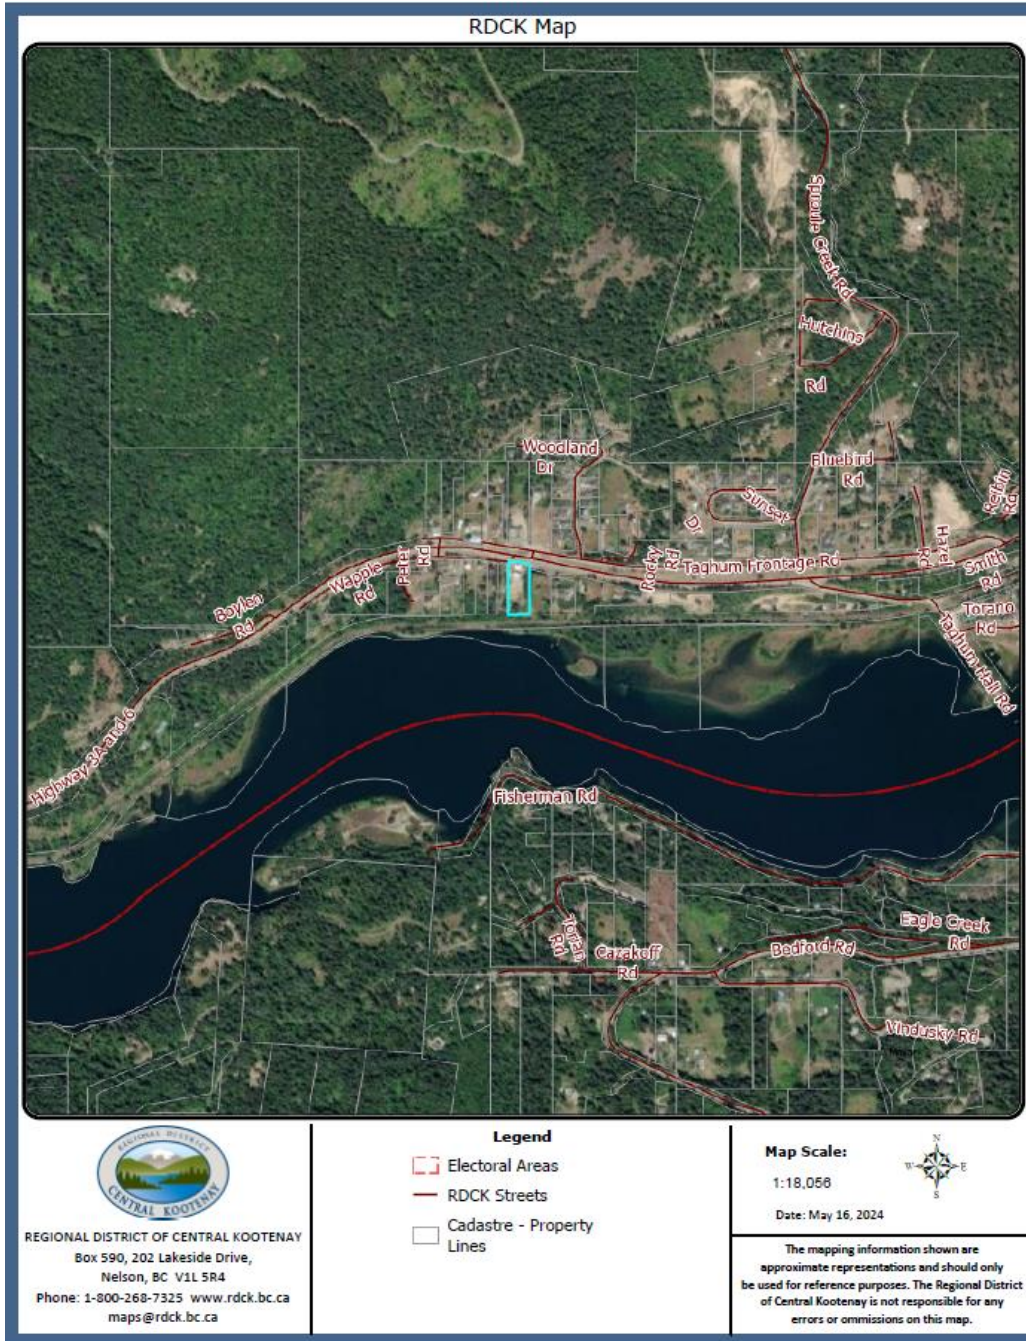 RDCK Map
Sproule Creek Rd
Hutchins
Rd
Woodland
Dr
Bluebird
Rd
Sunset
Dr
Relbin
Rd
Hazel
Rd
Rocky
Rd
Taghum Frontage Rd
Smith
Rd
Peter
Rd
Wapple
Rd
Boylen
Rd
Torano
Rd
Taghum Hall Rd
Highway 3A and 6
Fisherman Rd
Eagle Creek
Rd
Torian
Rd
Cazakoff
Rd
Bedford Rd
Vindusky Rd
REGIONAL DISTRICT
CENTRAL KOOTENAY
REGIONAL DISTRICT OF CENTRAL KOOTENAY
Box 590, 202 Lakeside Drive,
Nelson, BC V1L 5R4
Phone: 1-800-268-7325 www.rdck.bc.ca
maps@rdck.bc.ca
Legend
Electoral Areas
RDCK Streets
Cadastre - Property
Lines
Map Scale:
1:18,056
Date: May 16, 2024
N
W
E
S
The mapping information shown are
approximate representations and should only
be used for reference purposes. The Regional District
of Central Kootenay is not responsible for any
errors or ommissions on this map.